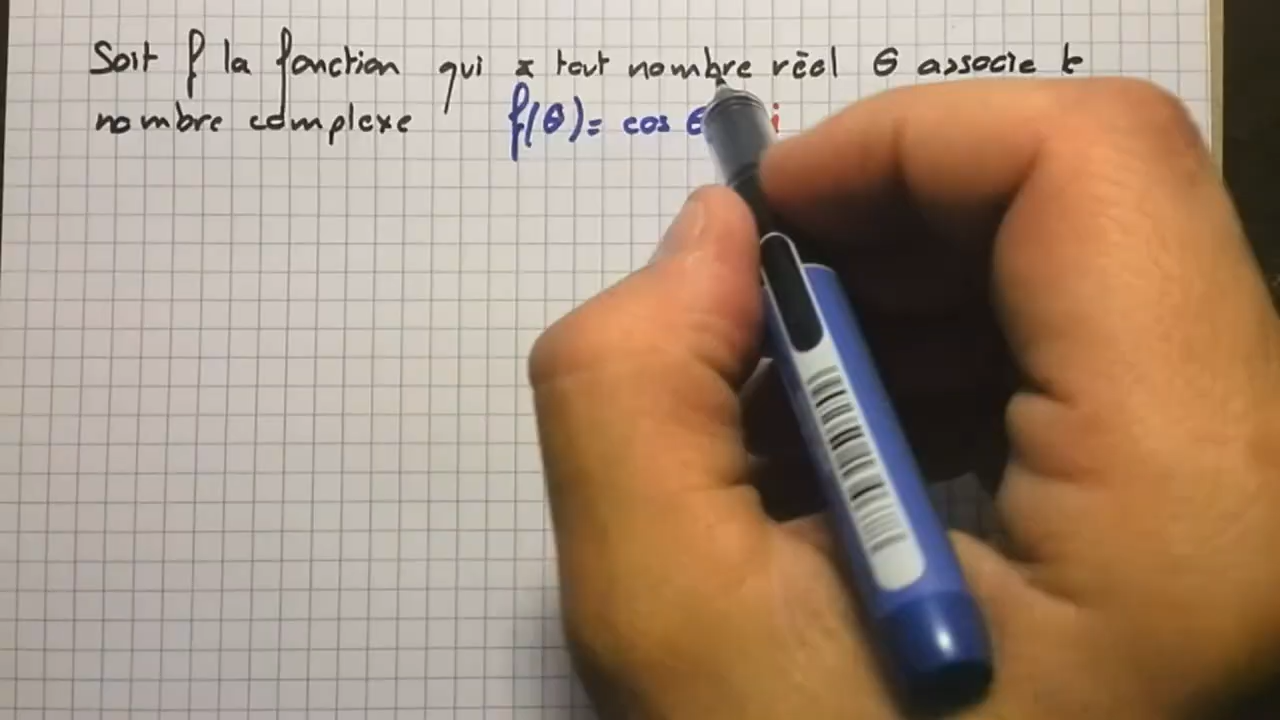 Soit f la fonction qui x tout nombre réel θ associe le
nombre complexe f(θ) = cos θ i